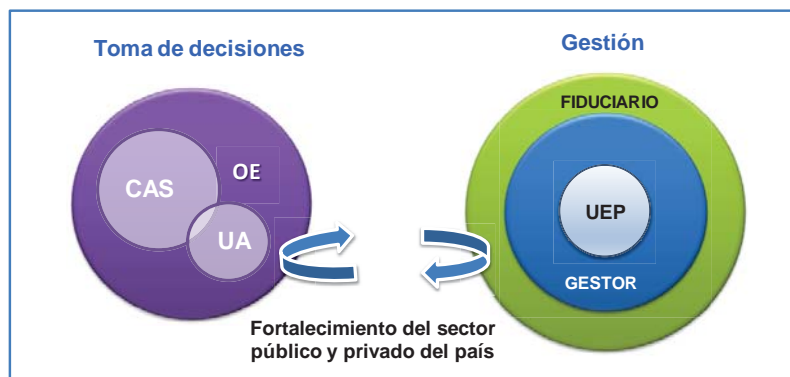 Toma de decisiones
CAS
OE
UA
Gestión
FIDUCIARIO
UEP
GESTOR
Fortalecimiento del sector
público y privado del país